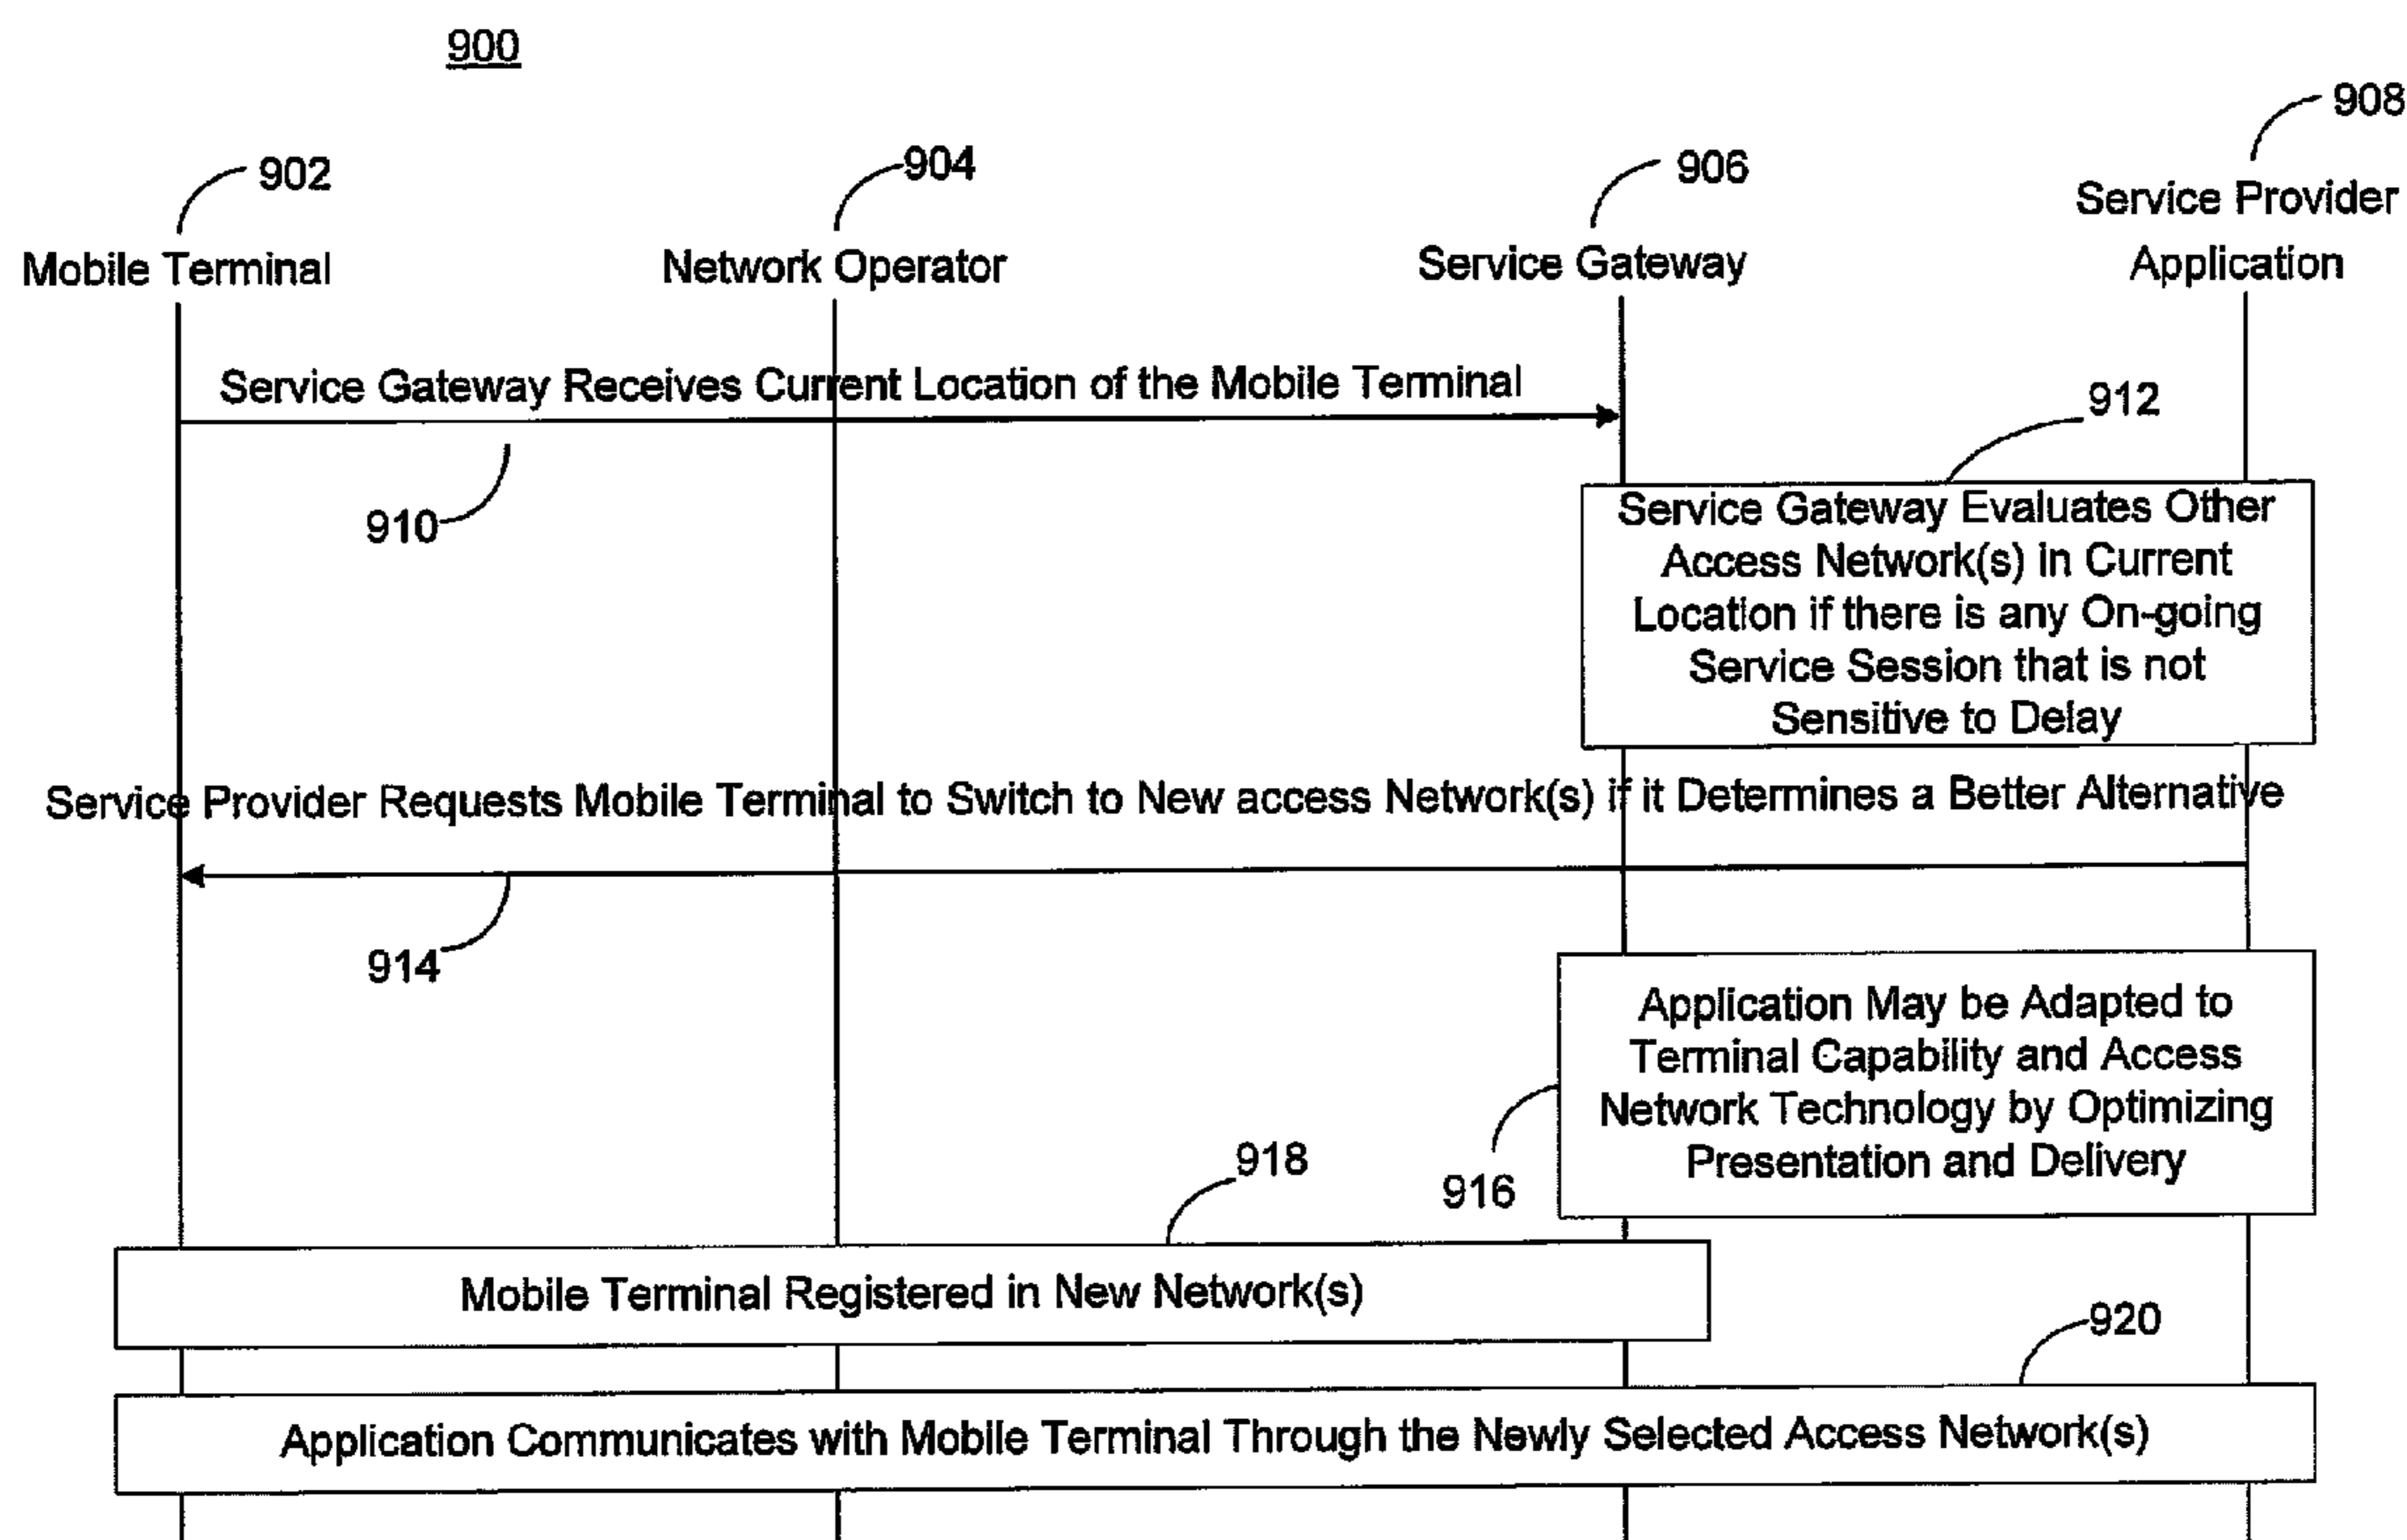 900
908
902
904
906
Service Provider
Application
Mobile Terminal
Network Operator
Service Gateway
Service Gateway Receives Current Location of the Mobile Terminal
910
912
Service Gateway Evaluates Other
Access Network(s) in Current
Location if there is any On-going
Service Session that is not
Sensitive to Delay
Service Provider Requests Mobile Terminal to Switch to New access Network(s) if it Determines a Better Alternative
914
Application May be Adapted to
Terminal Capability and Access
Network Technology by Optimizing
Presentation and Delivery
916
918
Mobile Terminal Registered in New Network(s)
920
Application Communicates with Mobile Terminal Through the Newly Selected Access Network(s)